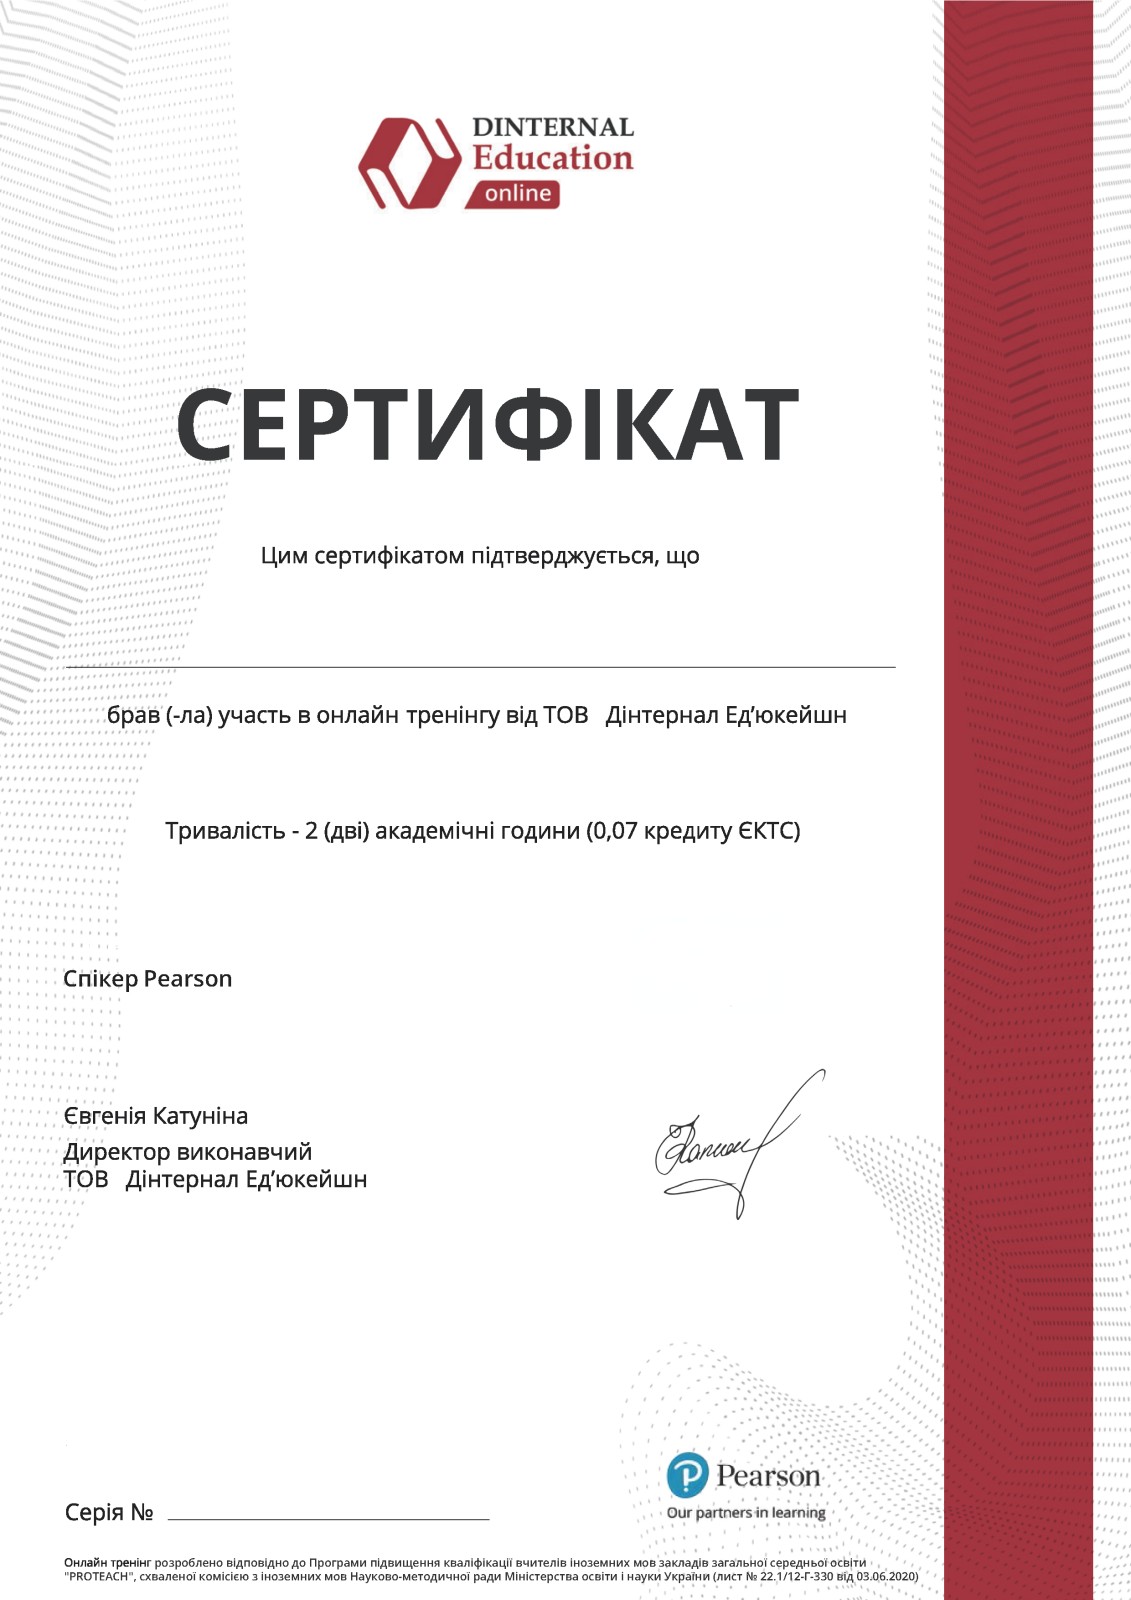 DINTERNAL
Education
online
СЕРТИФІКАТ
Цим сертифікатом підтверджується, що
брав (-ла) участь в онлайн тренінгу від ТОВ Дінтернал Ед’юкейшн
Тривалість - 2 (дві) академічні години (0,07 кредиту ЄКТС)
Спікер Pearson
Євгенія Катуніна
Директор виконавчий
ТОВ Дінтернал Ед’юкейшн
Pearson
Our partners in learning
Серія №
Онлайн тренінг розроблено відповідно до Програми підвищення кваліфікації вчителів іноземних мов закладів загальної середньої освіти
"PROTEACH", схваленої комісією з іноземних мов Науково-методичної ради Міністерства освіти і науки України (лист № 22.1/12-Г-330 від 03.06.2020)